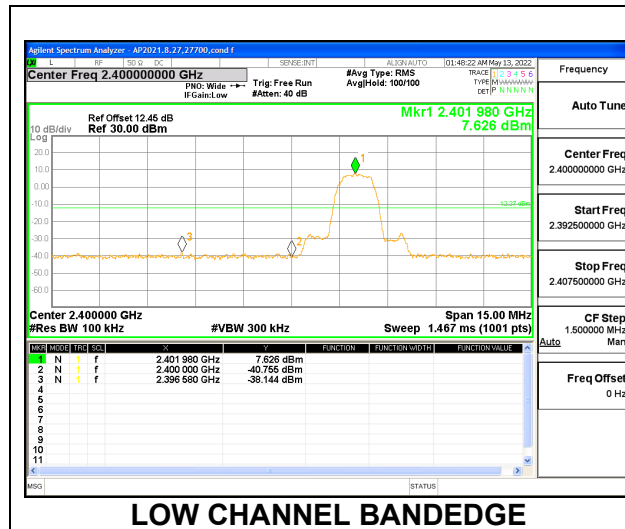 Agilent Spectrum Analyzer - AP2021.8.27,27700,cond f
L RF 50 Ω DC SENSE:INT ALIGN AUTO 01:48:22 AM May 13, 2022
Center Freq 2.400000000 GHz
#Avg Type: RMS
TRACE 1 2 3 4 5 6
PNO: Wide
Trig: Free Run
Avg|Hold: 100/100
TYPE M
IFGain:Low
#Atten: 40 dB
DET P N N N N N
Ref Offset 12.45 dB
Mkr1 2.401 980 GHz
10 dB/div
Ref 30.00 dBm
7.626 dBm
Log
20.0
10.0
0.00
-10.0
-12.37 dBm
-20.0
-30.0
-40.0
-50.0
-60.0
1
2
3
Center 2.400000 GHz
Span 15.00 MHz
#Res BW 100 kHz
#VBW 300 kHz
Sweep 1.467 ms (1001 pts)
MKR MODE TRC SCL X Y FUNCTION FUNCTION WIDTH FUNCTION VALUE
1 N 1 f 2.401 980 GHz 7.626 dBm
2 N 1 f 2.400 000 GHz -40.755 dBm
3 N 1 f 2.396 580 GHz -38.144 dBm
4
5
6
7
8
9
10
11
MSG
STATUS
Frequency
Auto Tune
Center Freq
2.400000000 GHz
Start Freq
2.392500000 GHz
Stop Freq
2.407500000 GHz
CF Step
1.500000 MHz
Auto Man
Freq Offset
0 Hz
LOW CHANNEL BANDEDGE